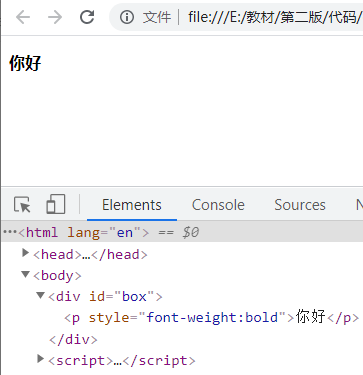 文件 file:///E:/教材/第二版/代码/
你好
Elements Console Sources
<html lang="en"> == $0
<head>…</head>
<body>
<div id="box">
<p style="font-weight:bold">你好</p>
</div>
<script>…</script>